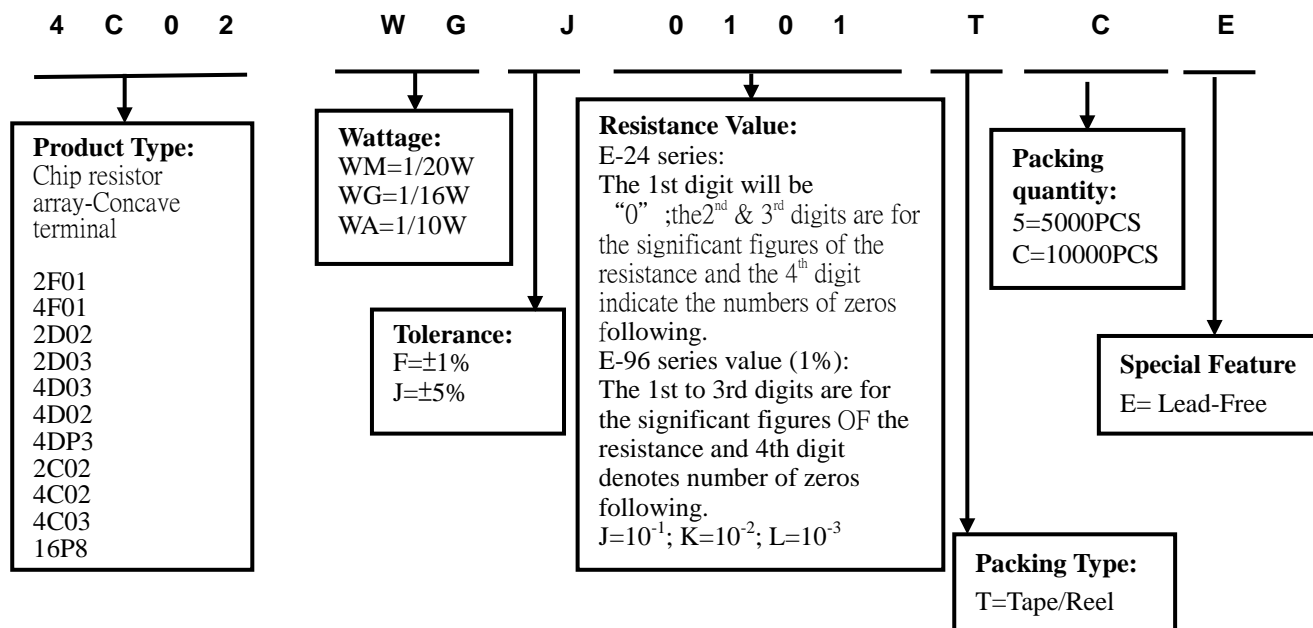 4 C 0 2 W G J 0 1 0 1 T C E
Product Type:
Chip resistor
array-Concave
terminal
2F01
4F01
2D02
2D03
4D03
4D02
4DP3
2C02
4C02
4C03
16P8
Wattage:
WM=1/20W
WG=1/16W
WA=1/10W
Tolerance:
F=±1%
J=±5%
Resistance Value:
E-24 series:
The 1st digit will be
“0” ;the2nd & 3rd digits are for
the significant figures of the
resistance and the 4th digit
indicate the numbers of zeros
following.
E-96 series value (1%):
The 1st to 3rd digits are for
the significant figures OF the
resistance and 4th digit
denotes number of zeros
following.
J=10-1; K=10-2; L=10-3
Packing Type:
T=Tape/Reel
Packing
quantity:
5=5000PCS
C=10000PCS
Special Feature
E= Lead-Free